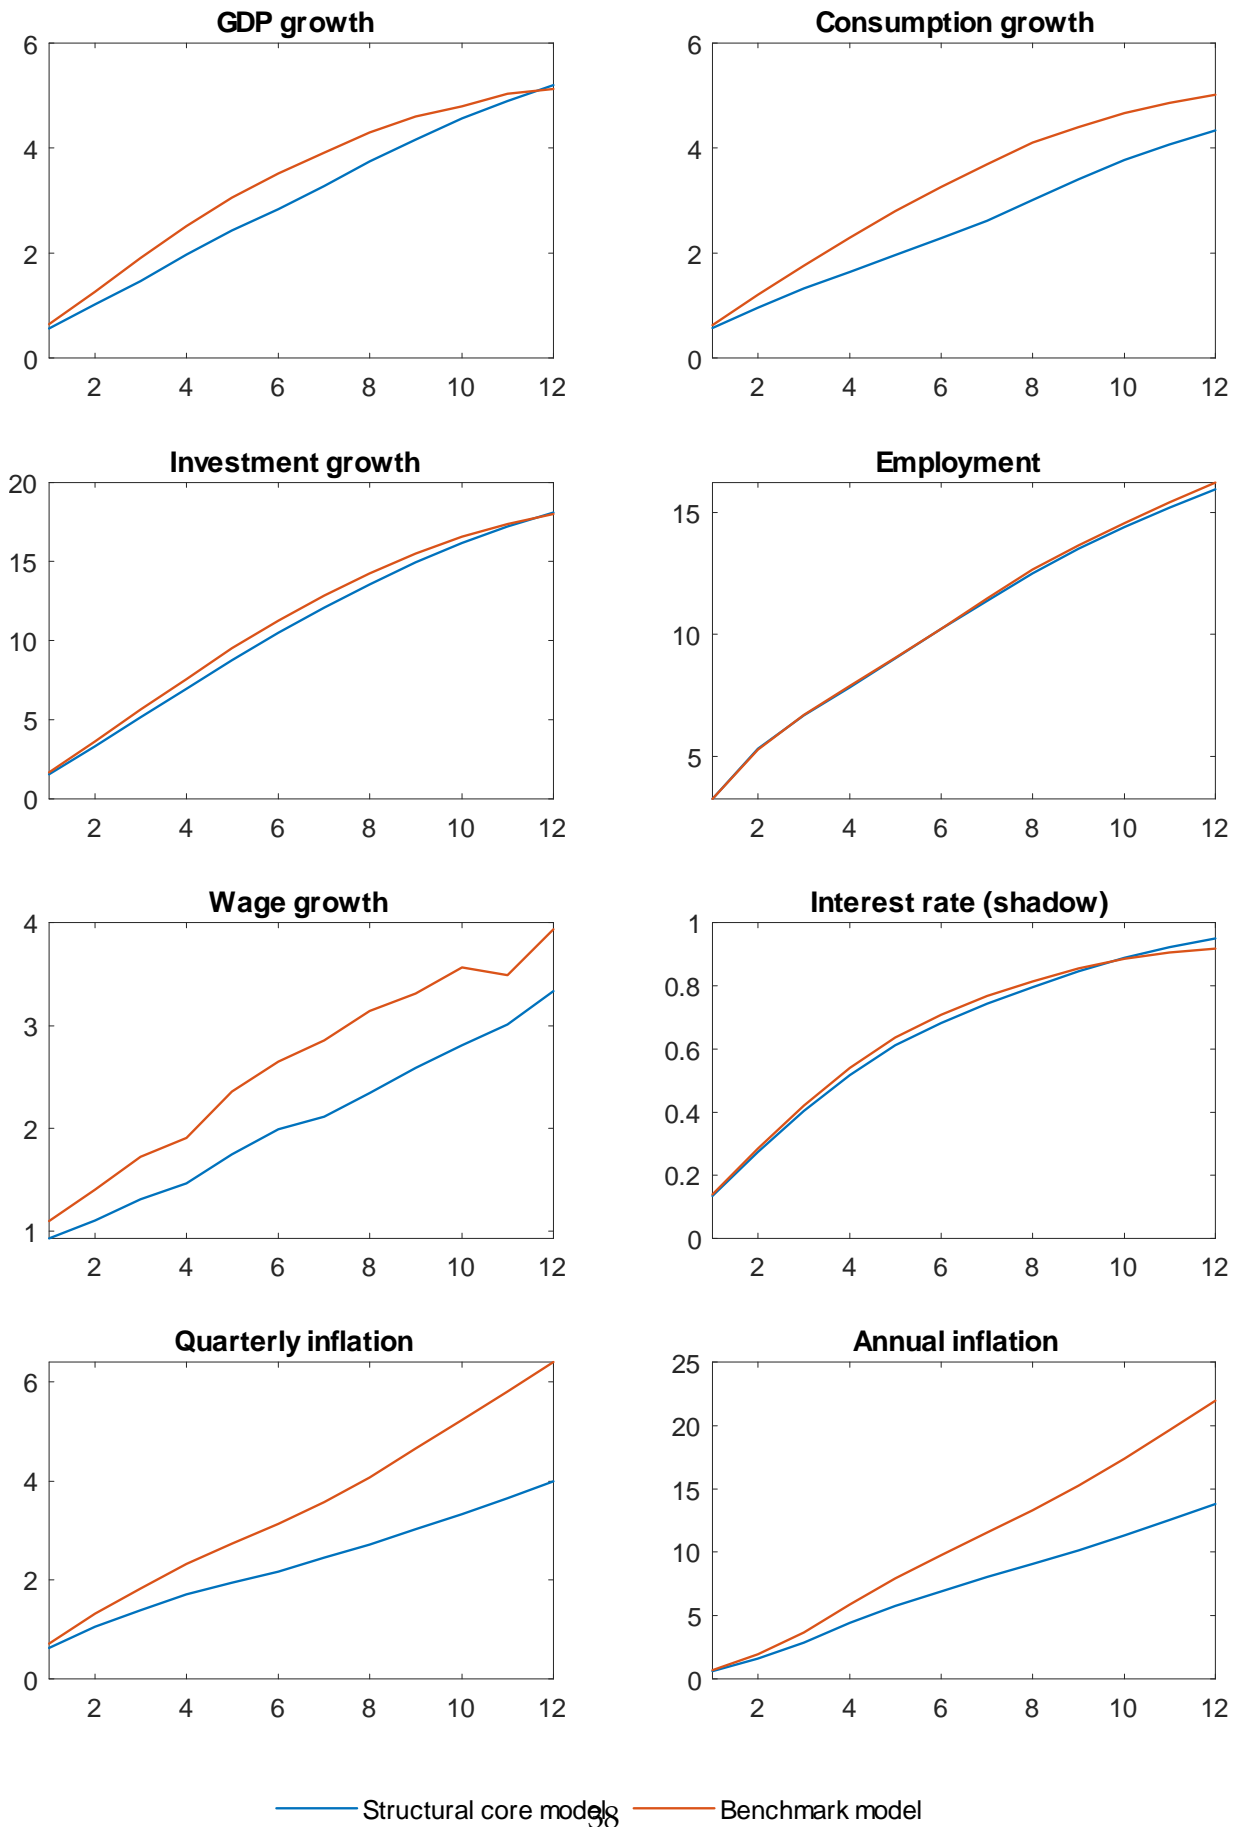 GDP growth Consumption growth
6 6
4 4
2 2
0 0
2 4 6 8 10 12 2 4 6 8 10 12
Investment growth Employment
20
15 15
10 10
5 5
0
2 4 6 8 10 12 2 4 6 8 10 12
Wage growth Interest rate (shadow)
4 1
0.8
3
0.6
2 0.4
0.2
1 0
2 4 6 8 10 12 2 4 6 8 10 12
Quarterly inflation Annual inflation
6 25
20
4 15
10
2
5
0 0
2 4 6 8 10 12 2 4 6 8 10 12
Structural core model Benchmark model
38